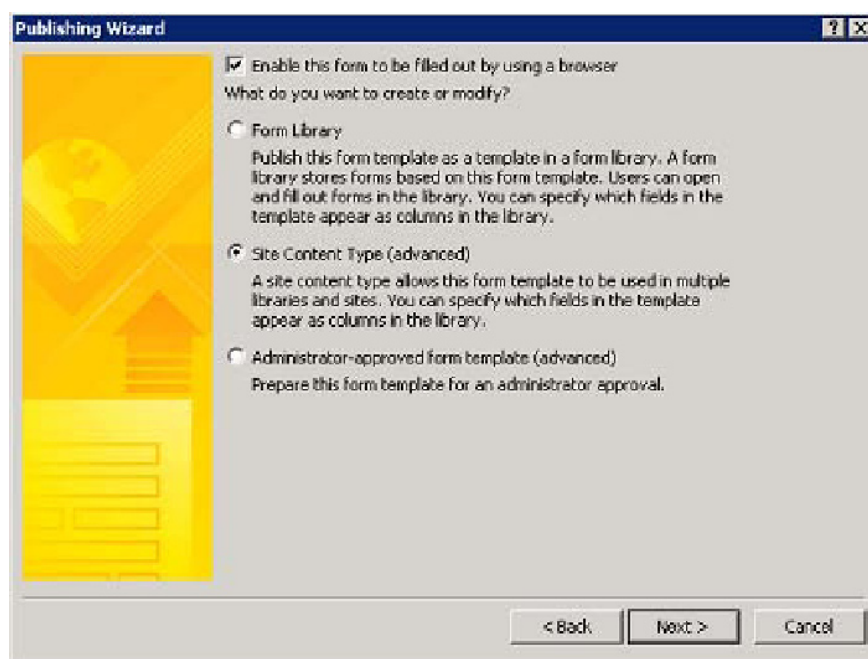 Publishing Wizard
Enable this form to be filled out by using a browser
What do you want to create or modify?
Form Library
Publish this form template as a template in a form library. A form
library stores forms based on this form template. Users can open
and fill out forms in the library. You can specify which fields in the
template appear as columns in the library.
Site Content Type (advanced)
A site content type allows this form template to be used in multiple
libraries and sites. You can specify which fields in the template
appear as columns in the library.
Administrator-approved form template (advanced)
Prepare this form template for an administrator approval.
< Back Next > Cancel